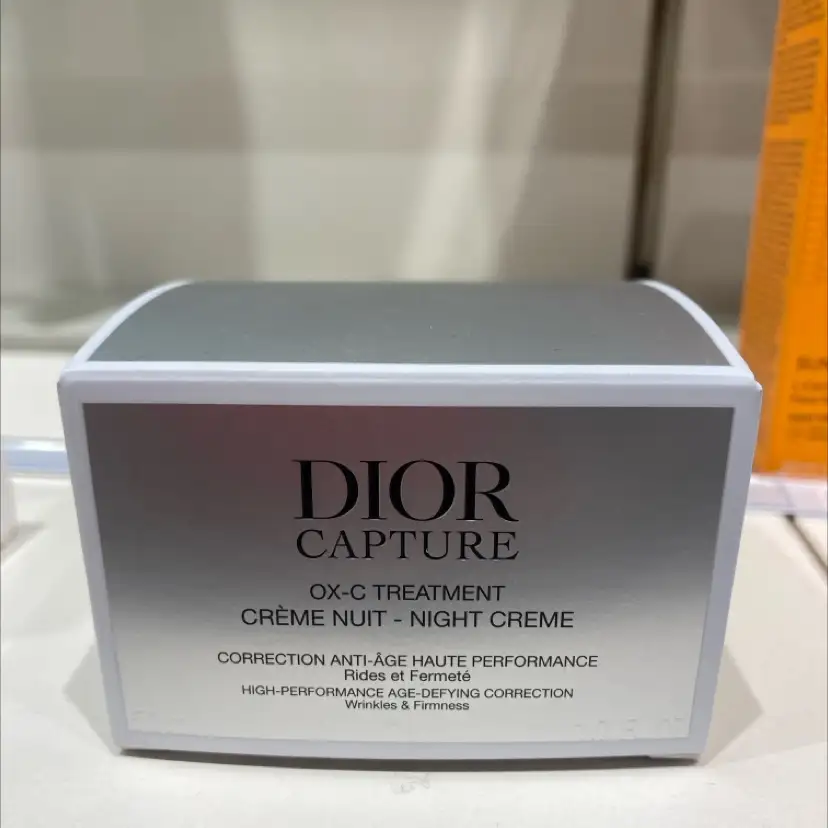 DIOR
CAPTURE
OX-C TREATMENT
CRÈME NUIT - NIGHT CREME
CORRECTION ANTI-ÂGE HAUTE PERFORMANCE
Rides et Fermeté
HIGH-PERFORMANCE AGE-DEFYING CORRECTION
Wrinkles & Firmness